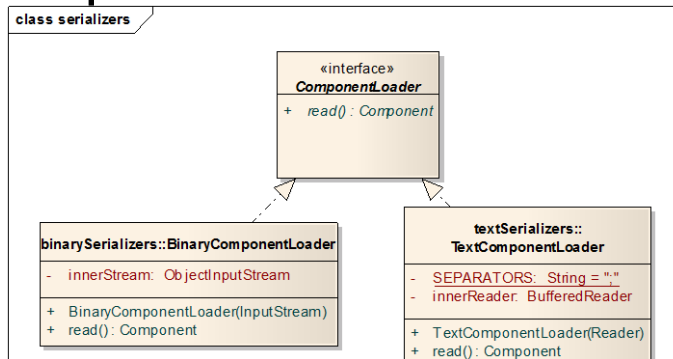 class serializers
«interface»
ComponentLoader
+ read() : Component
binarySerializers::BinaryComponentLoader
- innerStream: ObjectInputStream
+ BinaryComponentLoader(InputStream)
+ read() : Component
textSerializers::
TextComponentLoader
- SEPARATORS: String = ";"
- innerReader: BufferedReader
+ TextComponentLoader(Reader)
+ read() : Component